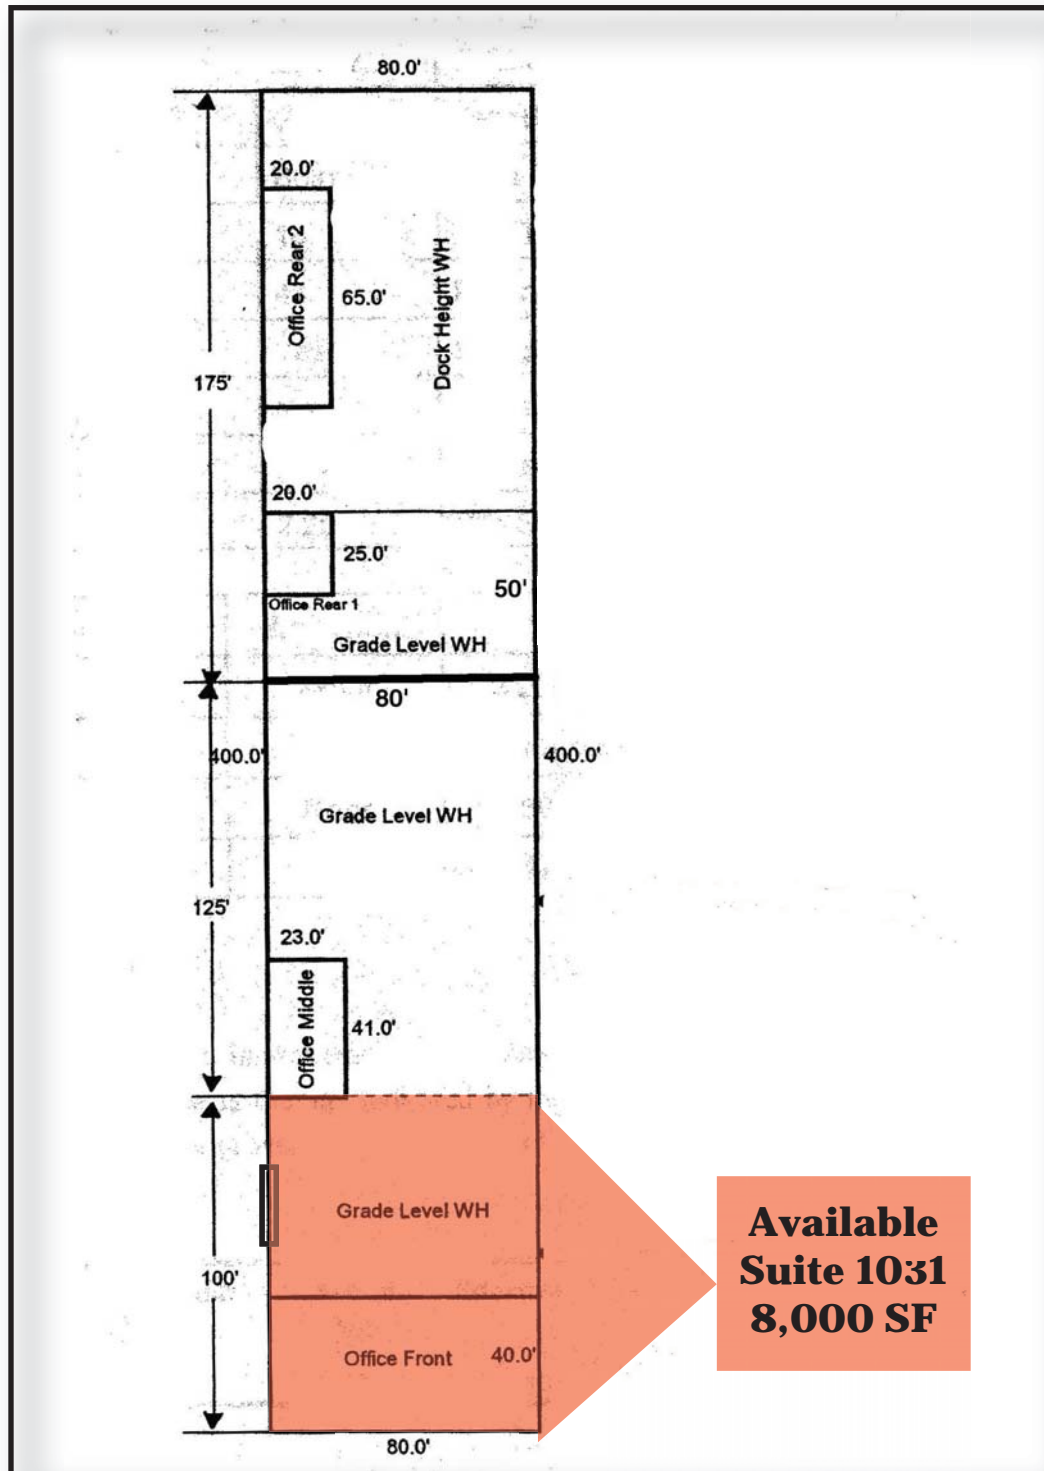 80.0'
20.0'
Office Rear 2
65.0'
Dock Height WH
175'
20.0'
25.0'
50'
Office Rear 1
Grade Level WH
80'
400.0'
400.0'
Grade Level WH
125'
23.0'
Office Middle
41.0'
Grade Level WH
100'
Office Front
40.0'
80.0'
Available
Suite 1031
8,000 SF